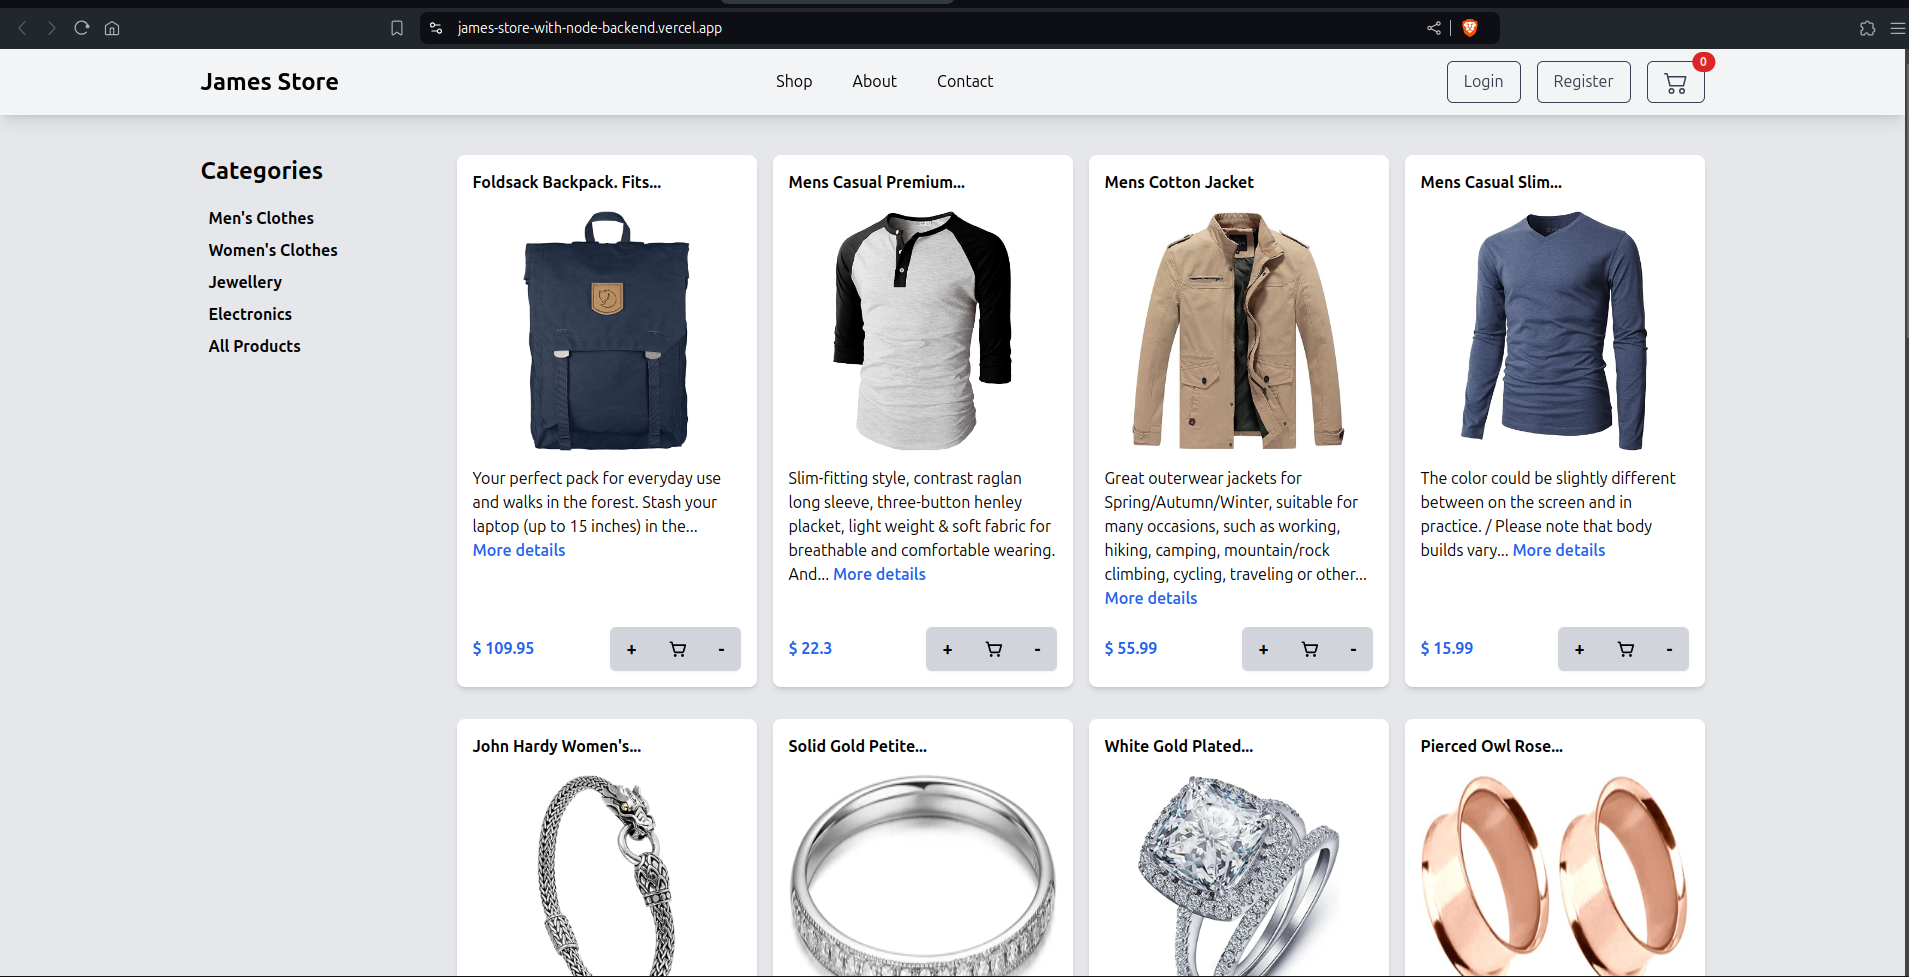 james-store-with-node-backend.vercel.app
James Store
Shop About Contact
Login Register 0
Categories
Men's Clothes
Women's Clothes
Jewellery
Electronics
All Products
Foldsack Backpack. Fits...
Your perfect pack for everyday use
and walks in the forest. Stash your
laptop (up to 15 inches) in the...
More details
$ 109.95 + -
Mens Casual Premium...
Slim-fitting style, contrast raglan
long sleeve, three-button henley
placket, light weight & soft fabric for
breathable and comfortable wearing.
And... More details
$ 22.3 + -
Mens Cotton Jacket
Great outerwear jackets for
Spring/Autumn/Winter, suitable for
many occasions, such as working,
hiking, camping, mountain/rock
climbing, cycling, traveling or other...
More details
$ 55.99 + -
Mens Casual Slim...
The color could be slightly different
between on the screen and in
practice. / Please note that body
builds vary... More details
$ 15.99 + -
John Hardy Women's...
Solid Gold Petite...
White Gold Plated...
Pierced Owl Rose...